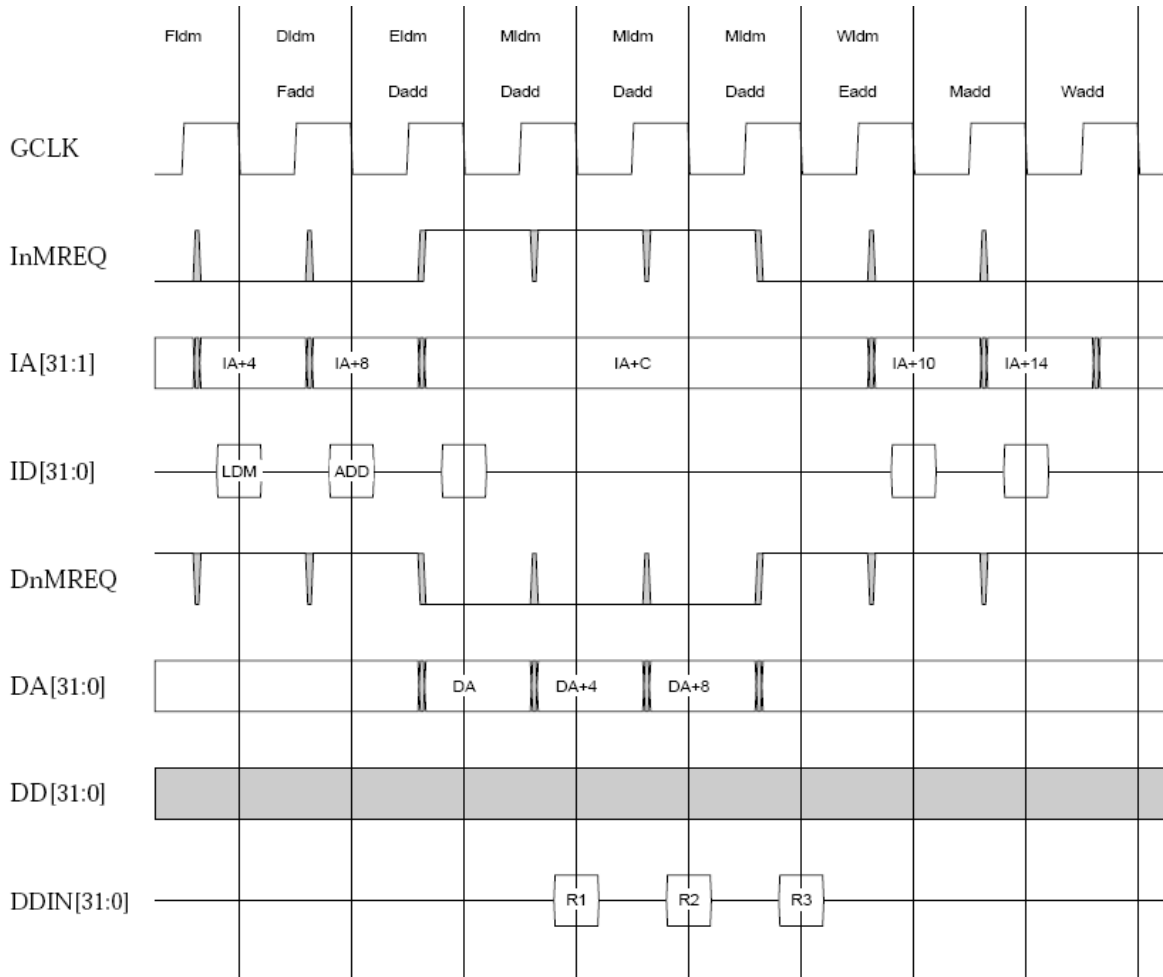 Fldm Dldm Eldm Mldm Mldm Mldm Wldm
Fadd Dadd Dadd Dadd Dadd Eadd Madd Wadd
GCLK
InMREQ
IA[31:1] IA+4 IA+8 IA+C IA+10 IA+14
ID[31:0] LDM ADD
DnMREQ
DA[31:0] DA DA+4 DA+8
DD[31:0]
DDIN[31:0] R1 R2 R3